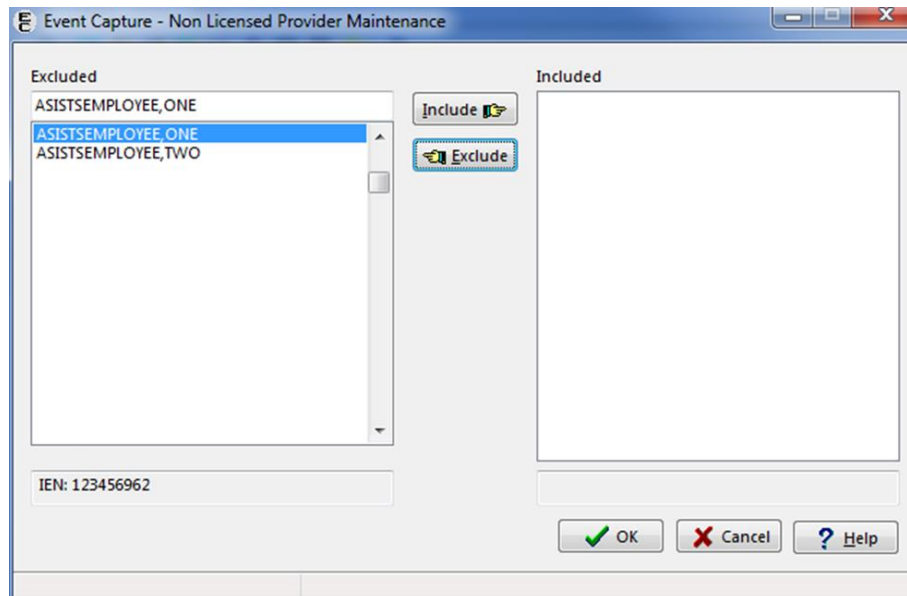 Event Capture - Non Licensed Provider Maintenance
Excluded
ASISTSEMPLOYEE,ONE
ASISTSEMPLOYEE,ONE
ASISTSEMPLOYEE,TWO
IEN: 123456962
Include
Exclude
Included
OK
Cancel
? Help